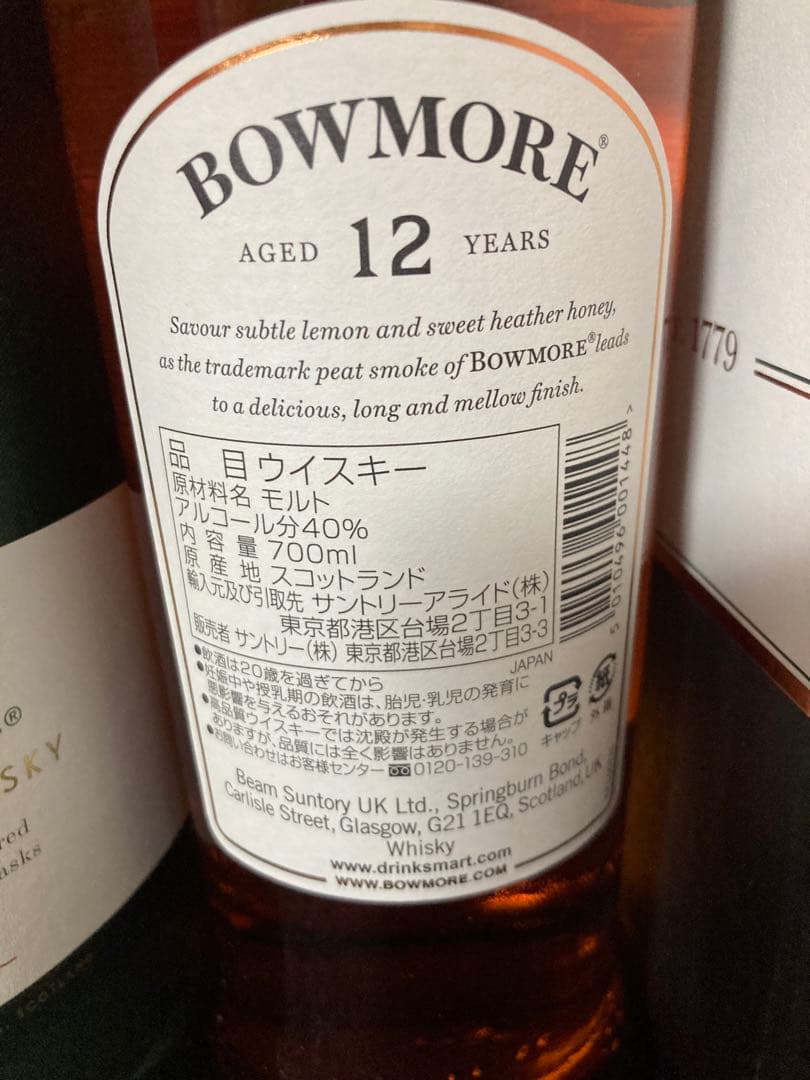 BOWMORE®
AGED 12 YEARS
Savour subtle lemon and sweet heather honey,
as the trademark peat smoke of BOWMORE® leads
to a delicious, long and mellow finish.
品 目 ウイスキー
原材料名 モルト
アルコール分40%
内 容 量 700ml
原 産 地 スコットランド
輸入元及び引取先 サントリーアライド(株)
東京都港区台場2丁目3-1
販売者 サントリー(株) 東京都港区台場2丁目3-3
JAPAN
●飲酒は20歳を過ぎてから
●妊娠中や授乳期の飲酒は、胎児・乳児の発育に
悪影響を与えるおそれがあります。
●高品質ウイスキーでは沈殿が発生する場合が
ありますが、品質には全く影響はありません。
●お問い合わせはお客様センター 0120-139-310
プラ
キャップ
紙
外箱
5 010496 001448 >
Beam Suntory UK Ltd., Springburn Bond,
Carlisle Street, Glasgow, G21 1EQ, Scotland,UK
Whisky
www.drinksmart.com
WWW.BOWMORE.COM
1779
®
SKY
red
asks